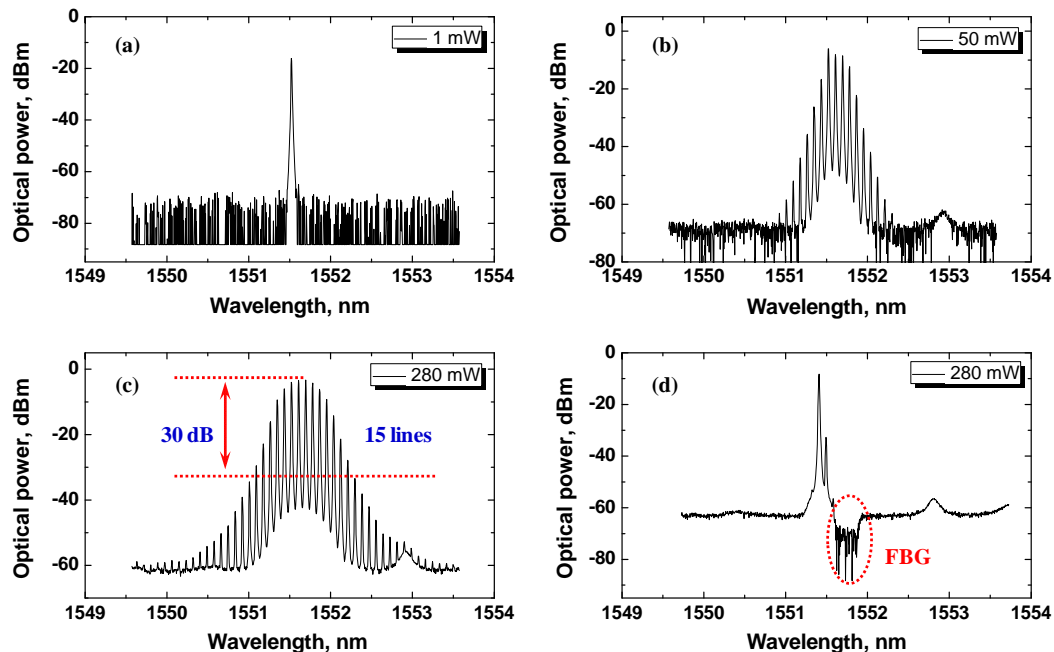 (a)
1 mW
0
-20
-40
-60
-80
Optical power, dBm
1549 1550 1551 1552 1553 1554
Wavelength, nm
(b)
50 mW
0
-20
-40
-60
-80
Optical power, dBm
1549 1550 1551 1552 1553 1554
Wavelength, nm
(c)
280 mW
30 dB
15 lines
0
-20
-40
-60
Optical power, dBm
1549 1550 1551 1552 1553 1554
Wavelength, nm
(d)
280 mW
FBG
0
-20
-40
-60
-80
Optical power, dBm
1549 1550 1551 1552 1553 1554
Wavelength, nm